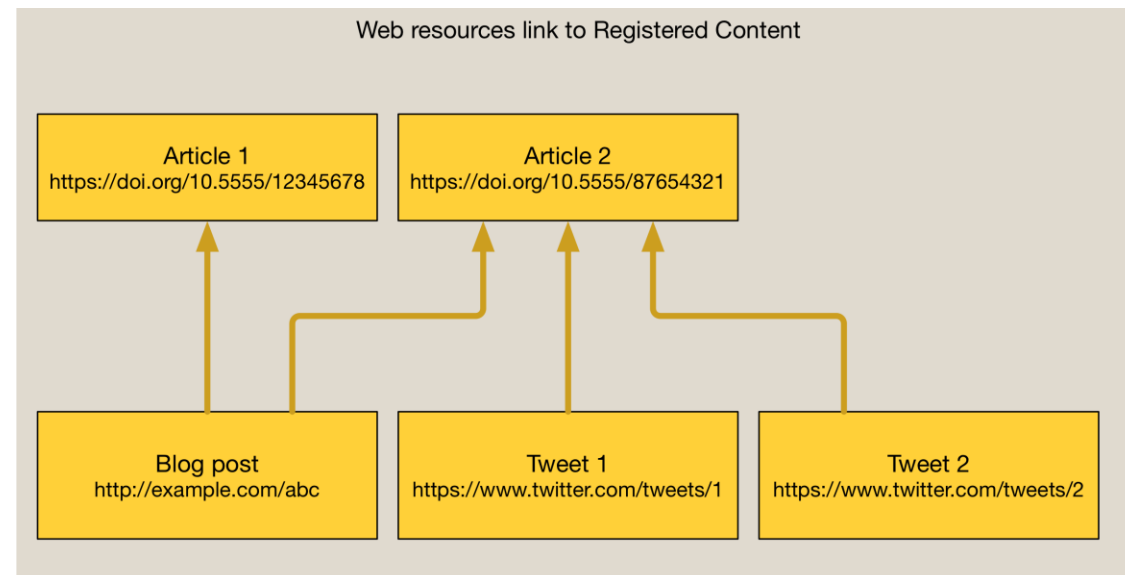 Web resources link to Registered Content
Article 1
https://doi.org/10.5555/12345678
Article 2
https://doi.org/10.5555/87654321
Blog post
http://example.com/abc
Tweet 1
https://www.twitter.com/tweets/1
Tweet 2
https://www.twitter.com/tweets/2